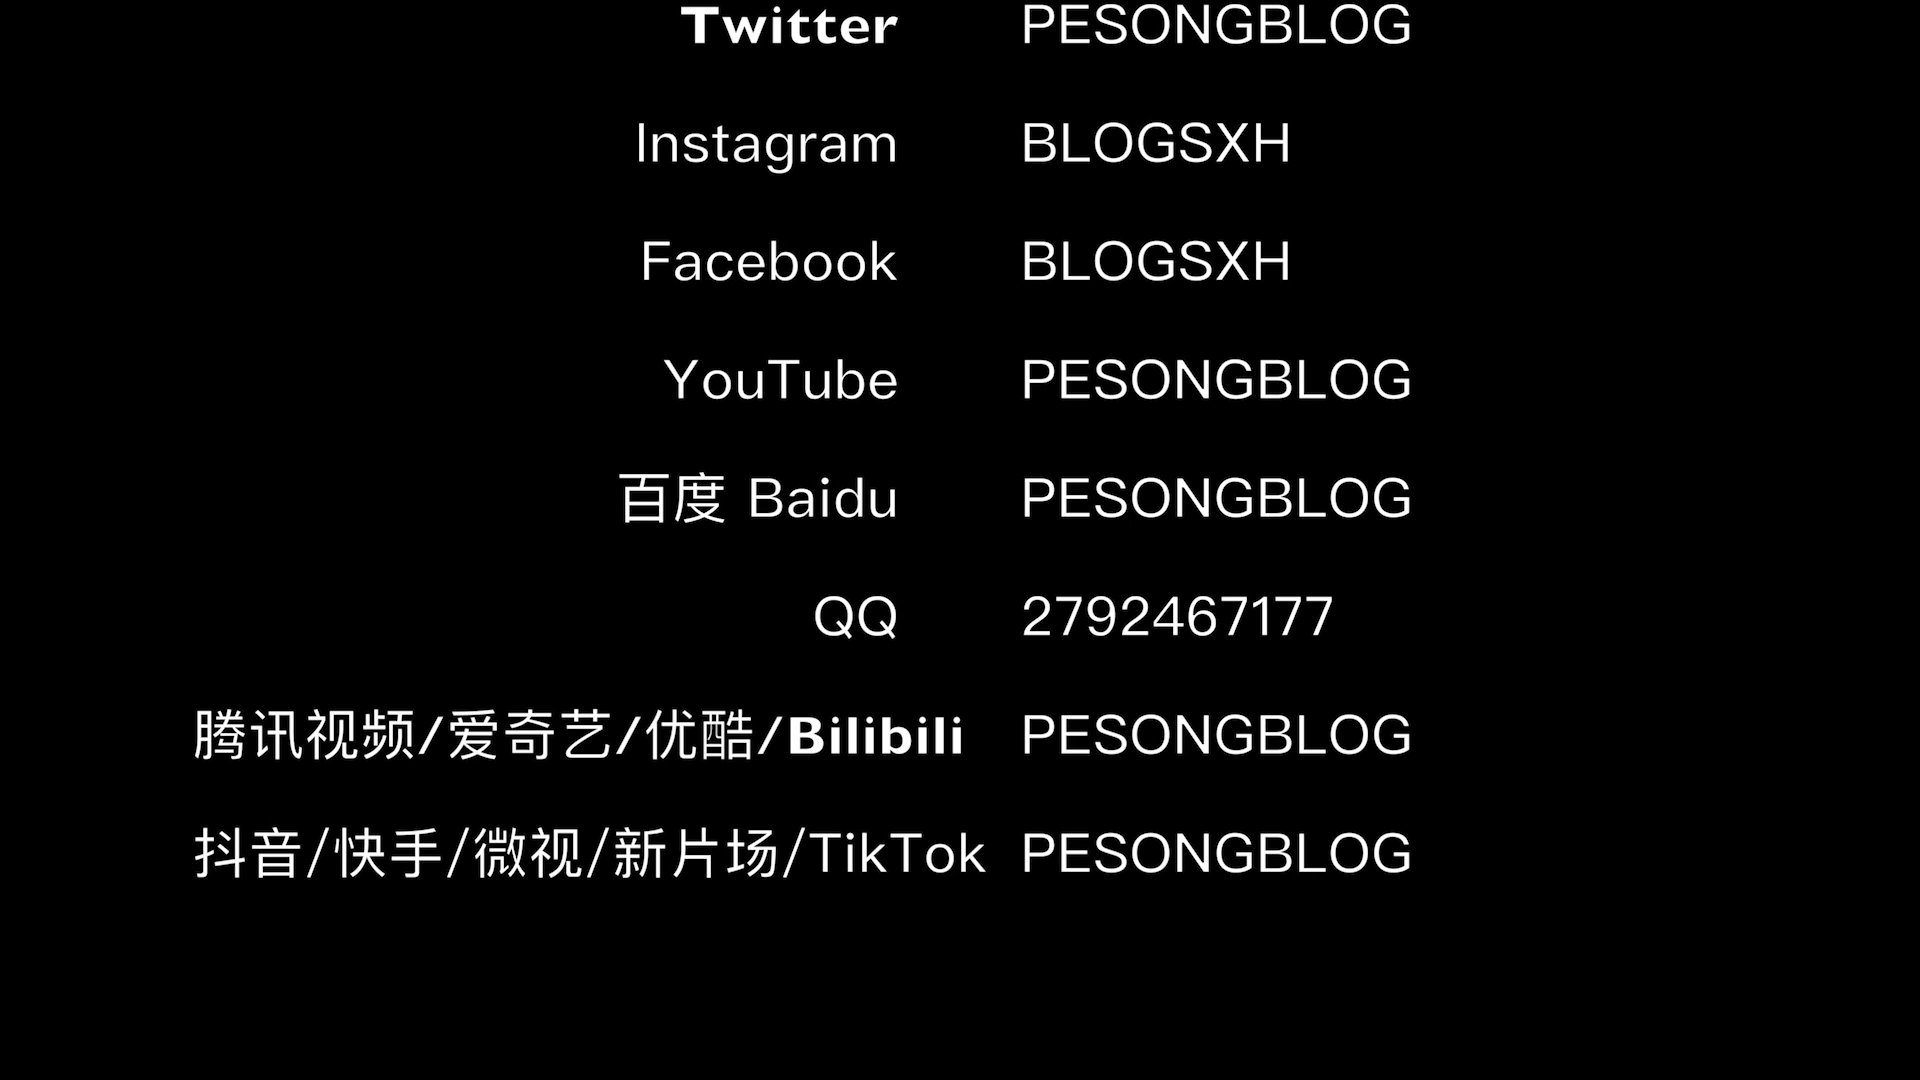 Twitter PESONGBLOG
Instagram BLOGSXH
Facebook BLOGSXH
YouTube PESONGBLOG
百度 Baidu PESONGBLOG
QQ 2792467177
腾讯视频/爱奇艺/优酷/Bilibili PESONGBLOG
抖音/快手/微视/新片场/TikTok PESONGBLOG